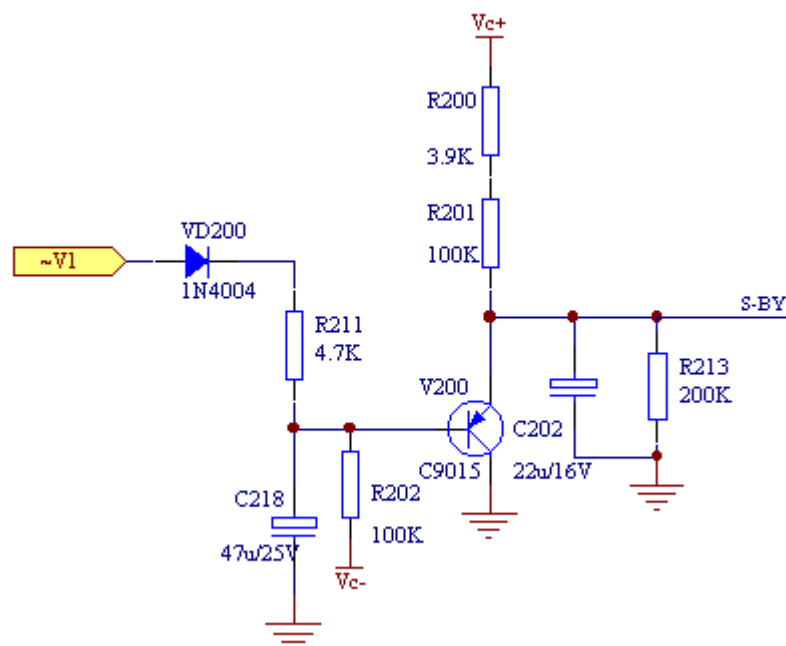 Vc+
R200
3.9K
R201
100K
VD200
~V1
1N4004
S-BY
R211
4.7K
R213
200K
V200
C202
C9015
22u/16V
C218
R202
47u/25V
100K
Vc-